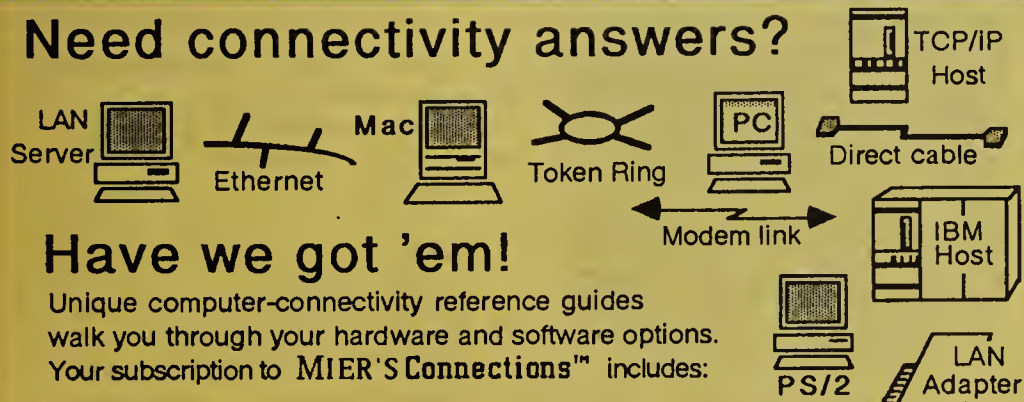 Need connectivity answers?
TCP/IP
Host
LAN
Server
Ethernet
Mac
Token Ring
PC
Direct cable
Modem link
IBM
Host
Have we got 'em!
Unique computer-connectivity reference guides
walk you through your hardware and software options.
Your subscription to MIER'S Connections™ includes:
PS/2
LAN
Adapter